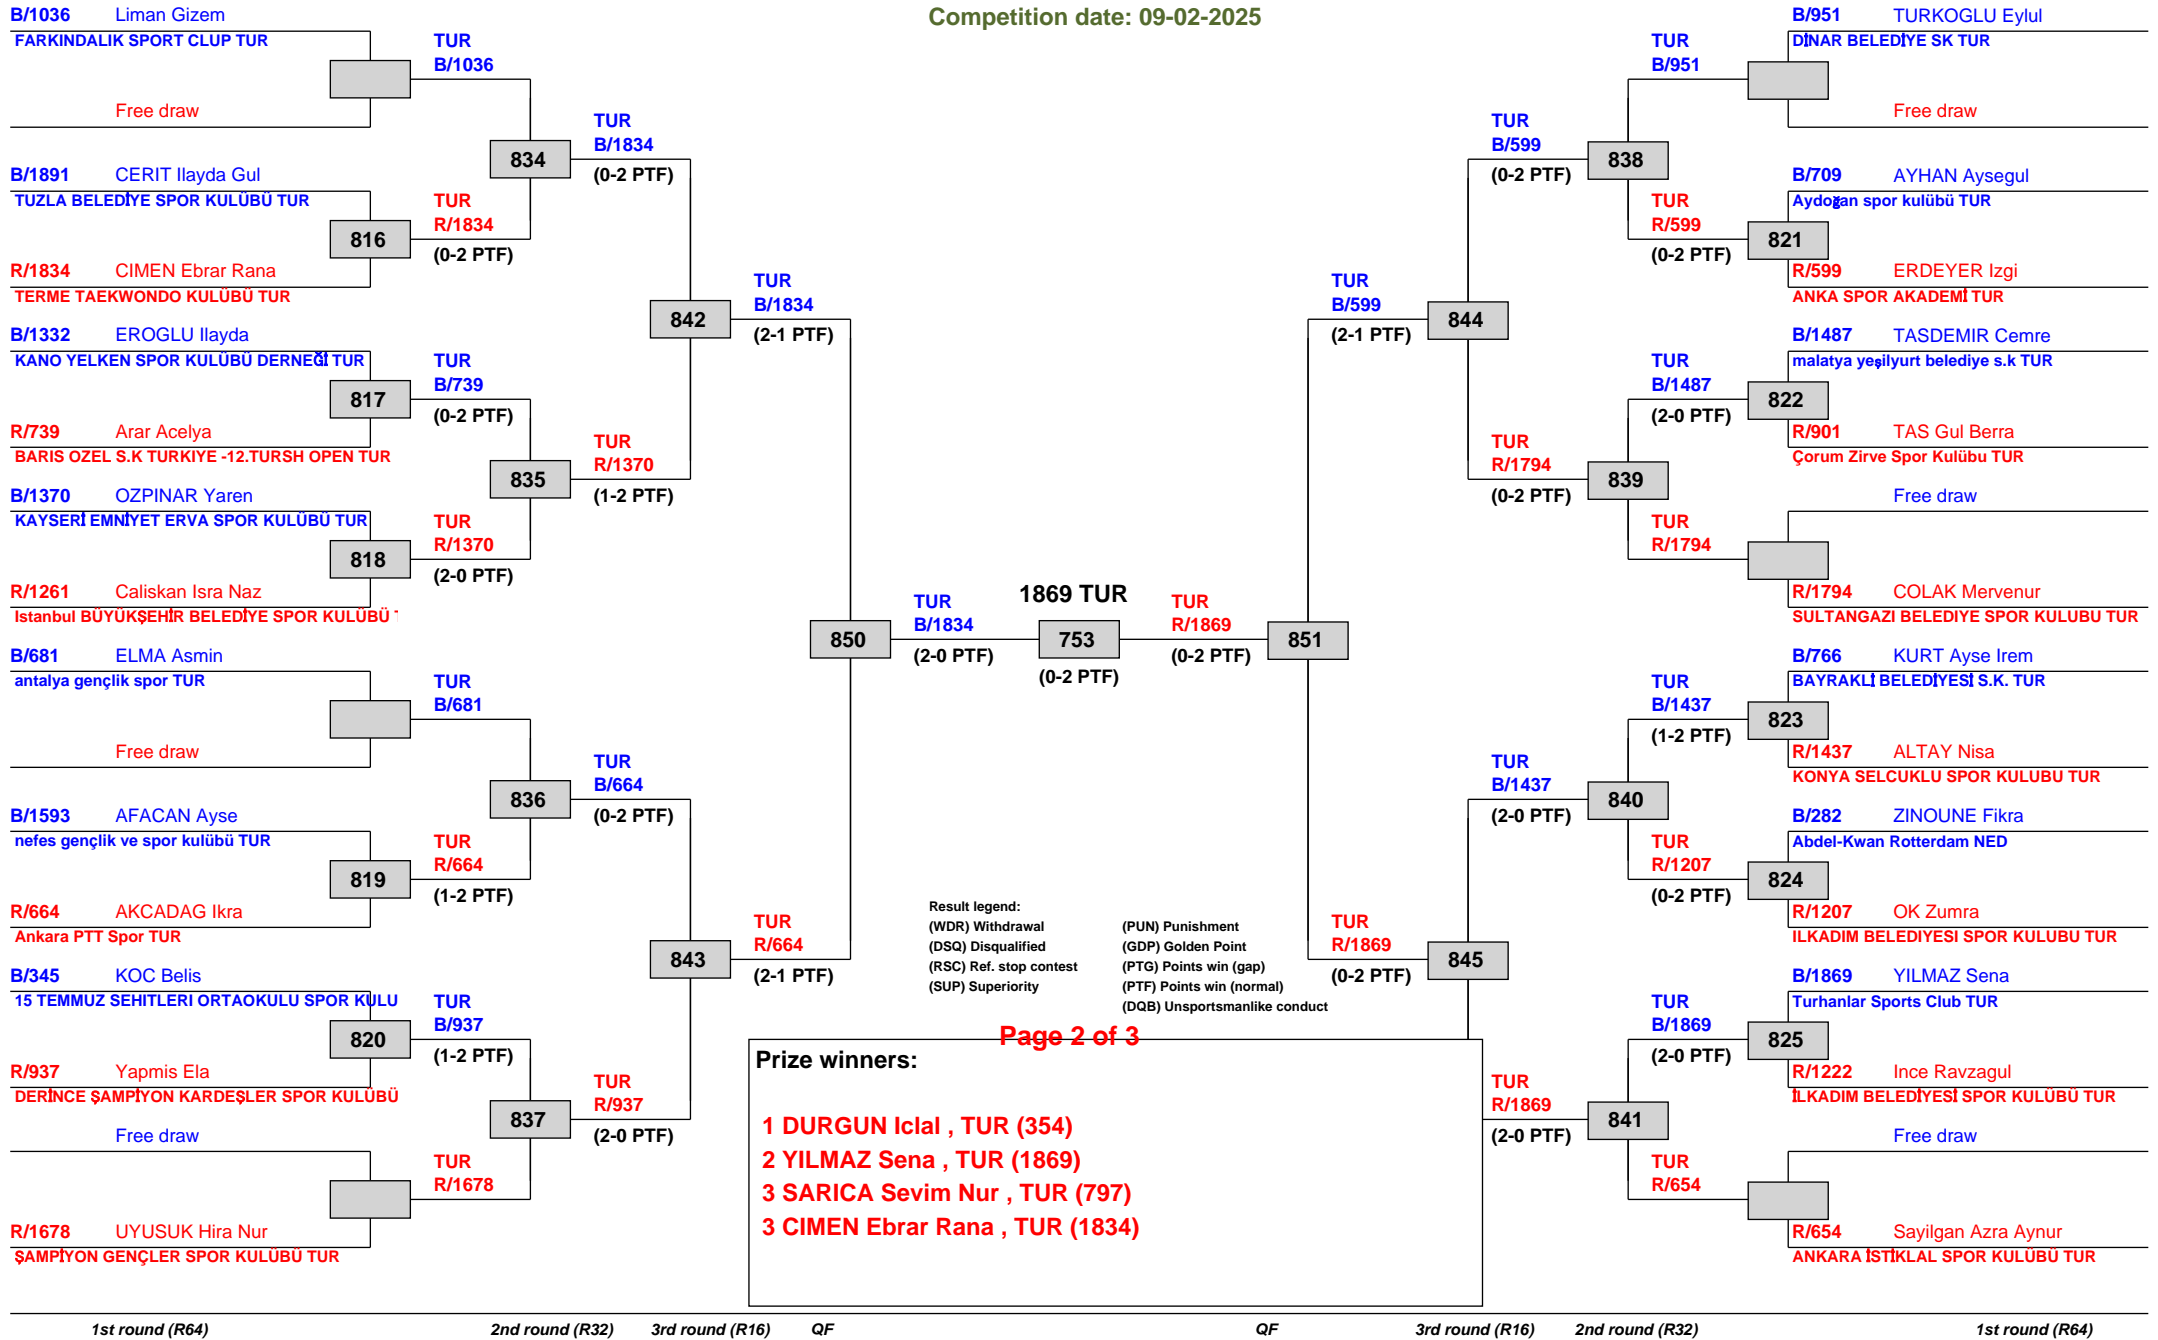 Competition date: 09-02-2025
B/1036 Liman Gizem
FARKINDALIK SPORT CLUP TUR
Free draw
B/1891 CERIT Ilayda Gul
TUZLA BELEDİYE SPOR KULÜBÜ TUR
R/1834 CIMEN Ebrar Rana
TERME TAEKWONDO KULÜBÜ TUR
B/1332 EROGLU Ilayda
KANO YELKEN SPOR KULÜBÜ DERNEĞİ TUR
R/739 Arar Acelya
BARIS OZEL S.K TURKIYE -12.TURSH OPEN TUR
B/1370 OZPINAR Yaren
KAYSERİ EMNİYET ERVA SPOR KULÜBÜ TUR
R/1261 Caliskan Isra Naz
Istanbul BÜYÜKŞEHİR BELEDİYE SPOR KULÜBÜ
B/681 ELMA Asmin
antalya gençlik spor TUR
Free draw
B/1593 AFACAN Ayse
nefes gençlik ve spor kulübü TUR
R/664 AKCADAG Ikra
Ankara PTT Spor TUR
B/345 KOC Belis
15 TEMMUZ SEHITLERI ORTAOKULU SPOR KULU
R/937 Yapmis Ela
DERİNCE ŞAMPİYON KARDEŞLER SPOR KULÜBÜ
Free draw
R/1678 UYUSUK Hira Nur
ŞAMPİYON GENÇLER SPOR KULÜBÜ TUR
816
817
818
819
820
TUR
B/1036
TUR
R/1834
(0-2 PTF)
TUR
B/739
(0-2 PTF)
TUR
R/1370
(2-0 PTF)
TUR
B/681
TUR
R/664
(1-2 PTF)
TUR
B/937
(1-2 PTF)
TUR
R/1678
834
835
836
837
TUR
B/1834
(0-2 PTF)
TUR
R/1370
(1-2 PTF)
TUR
B/664
(0-2 PTF)
TUR
R/937
(2-0 PTF)
842
843
TUR
B/1834
(2-1 PTF)
TUR
R/664
(2-1 PTF)
850
TUR
B/1834
(2-0 PTF)
1869 TUR
753
(0-2 PTF)
TUR
R/1869
(0-2 PTF)
851
TUR
B/599
(2-1 PTF)
TUR
R/1869
(0-2 PTF)
844
845
TUR
B/599
(0-2 PTF)
TUR
R/1794
(0-2 PTF)
TUR
B/1437
(2-0 PTF)
TUR
R/1869
(2-0 PTF)
838
839
840
841
TUR
B/951
TUR
R/599
(0-2 PTF)
TUR
B/1487
(2-0 PTF)
TUR
R/1794
TUR
B/1437
(1-2 PTF)
TUR
R/1207
(0-2 PTF)
TUR
B/1869
(2-0 PTF)
TUR
R/654
821
822
823
824
825
B/951 TURKOGLU Eylul
DİNAR BELEDİYE SK TUR
Free draw
B/709 AYHAN Aysegul
Aydoğan spor kulübü TUR
R/599 ERDEYER Izgi
ANKA SPOR AKADEMİ TUR
B/1487 TASDEMIR Cemre
malatya yeşilyurt belediye s.k TUR
R/901 TAS Gul Berra
Çorum Zirve Spor Kulübu TUR
Free draw
R/1794 COLAK Mervenur
SULTANGAZI BELEDIYE SPOR KULUBU TUR
B/766 KURT Ayse Irem
BAYRAKLİ BELEDİYESİ S.K. TUR
R/1437 ALTAY Nisa
KONYA SELCUKLU SPOR KULUBU TUR
B/282 ZINOUNE Fikra
Abdel-Kwan Rotterdam NED
R/1207 OK Zumra
ILKADIM BELEDIYESI SPOR KULUBU TUR
B/1869 YILMAZ Sena
Turhanlar Sports Club TUR
R/1222 Ince Ravzagul
İLKADIM BELEDİYESİ SPOR KULÜBÜ TUR
Free draw
R/654 Sayilgan Azra Aynur
ANKARA İSTİKLAL SPOR KULÜBÜ TUR
Result legend:
(WDR) Withdrawal (PUN) Punishment
(DSQ) Disqualified (GDP) Golden Point
(RSC) Ref. stop contest (PTG) Points win (gap)
(SUP) Superiority (PTF) Points win (normal)
(DQB) Unsportsmanlike conduct
Page 2 of 3
Prize winners:
1 DURGUN Iclal , TUR (354)
2 YILMAZ Sena , TUR (1869)
3 SARICA Sevim Nur , TUR (797)
3 CIMEN Ebrar Rana , TUR (1834)
1st round (R64) 2nd round (R32) 3rd round (R16) QF QF 3rd round (R16) 2nd round (R32) 1st round (R64)